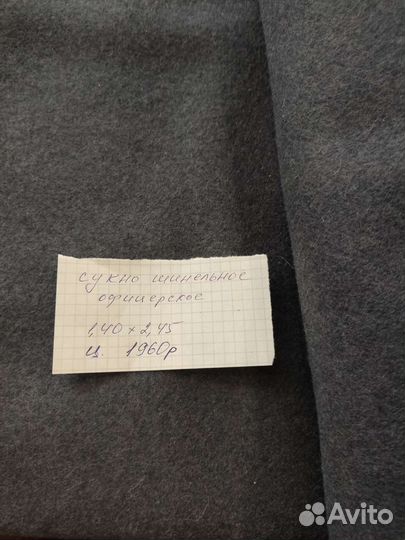 сукно шинельное
офицерское
1,40 x 2,45
ц. 1960р
Avito